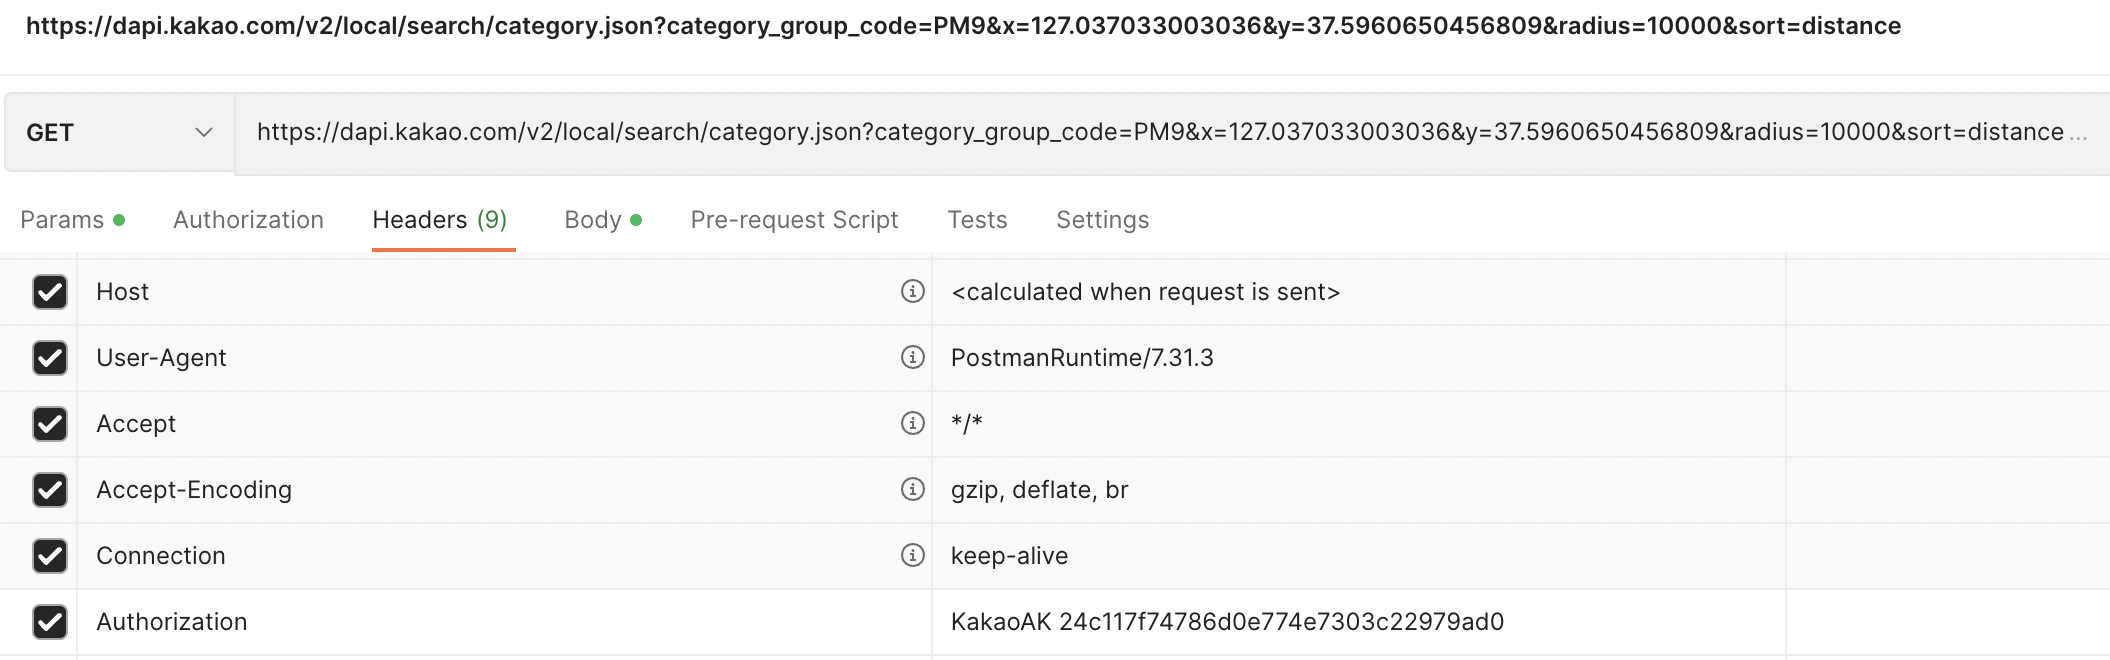 https://dapi.kakao.com/v2/local/search/category.json?category_group_code=PM9&x=127.037033003036&y=37.5960650456809&radius=10000&sort=distance
GET https://dapi.kakao.com/v2/local/search/category.json?category_group_code=PM9&x=127.037033003036&y=37.5960650456809&radius=10000&sort=distance ...
Params Authorization Headers (9) Body Pre-request Script Tests Settings
Host <calculated when request is sent>
User-Agent PostmanRuntime/7.31.3
Accept */*
Accept-Encoding gzip, deflate, br
Connection keep-alive
Authorization KakaoAK 24c117f74786d0e774e7303c22979ad0